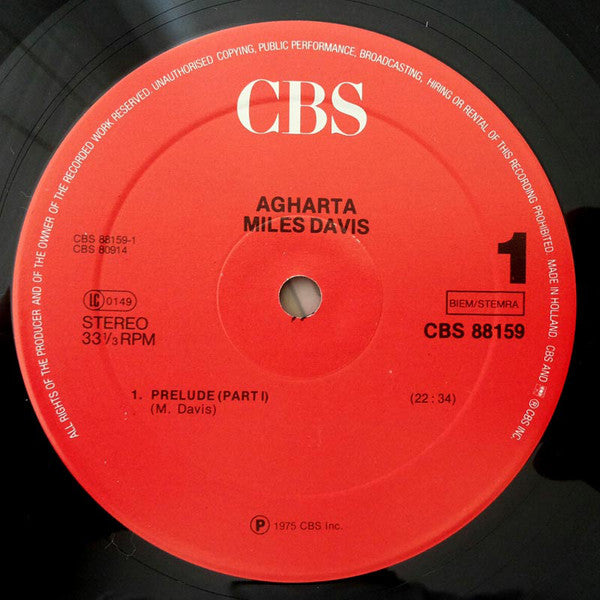 ALL RIGHTS OF THE PRODUCER AND OF THE OWNER OF THE RECORDED WORK RESERVED. UNAUTHORISED COPYING, PUBLIC PERFORMANCE, BROADCASTING, HIRING OR RENTAL OF THIS RECORDING PROHIBITED. MADE IN HOLLAND. CBS AND ® CBS INC.
CBS
AGHARTA
MILES DAVIS
CBS 88159-1
CBS 80914
1
LC 0149
BIEM/STEMRA
STEREO
CBS 88159
33 1/3 RPM
1. PRELUDE (PART I) (22:34)
(M. Davis)
Ⓟ 1975 CBS Inc.